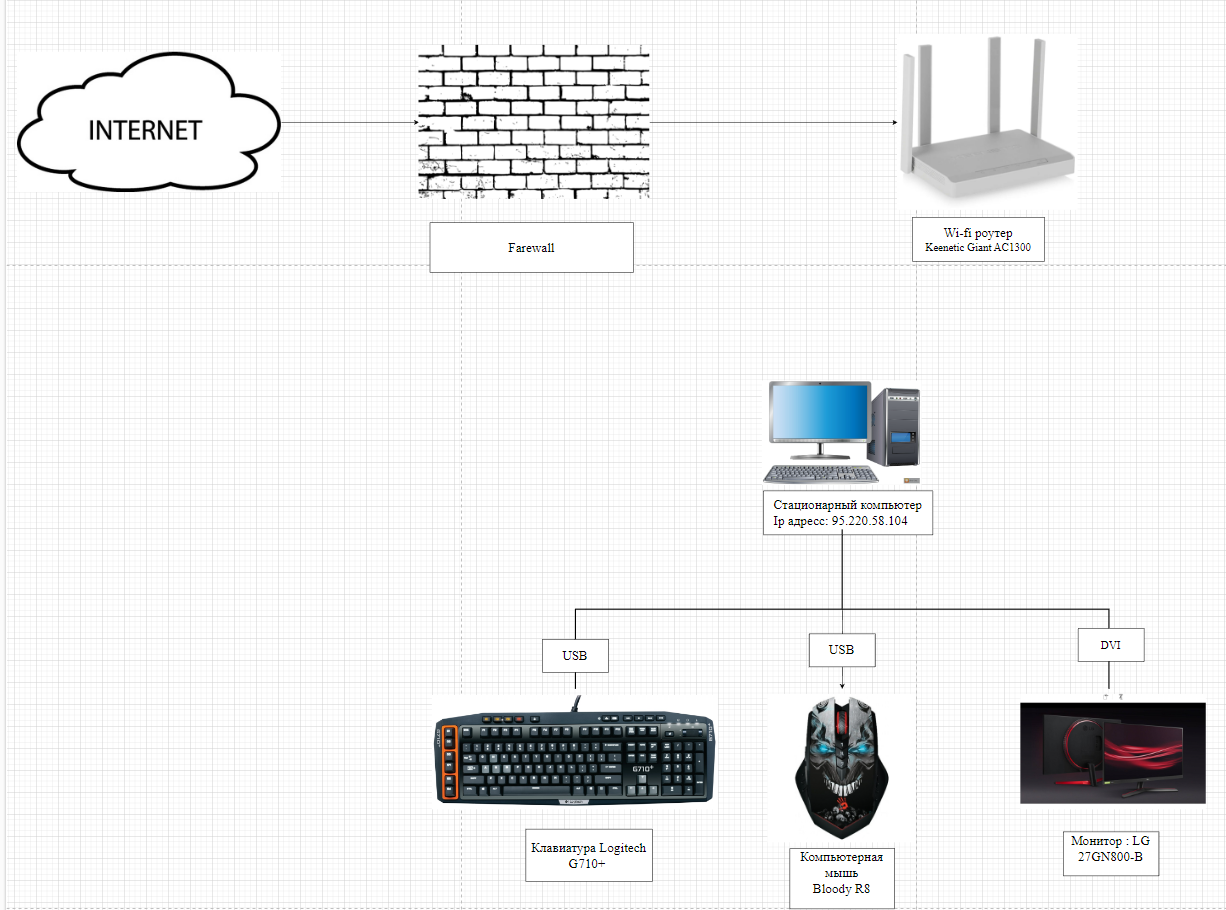 INTERNET
Farewall
Wi-fi роутер
Keenetic Giant AC1300
Стационарный компьютер
Ip адресс: 95.220.58.104
USB
USB
DVI
G710+
Клавиатура Logitech
G710+
Компьютерная
мышь
Bloody R8
Монитор : LG
27GN800-B